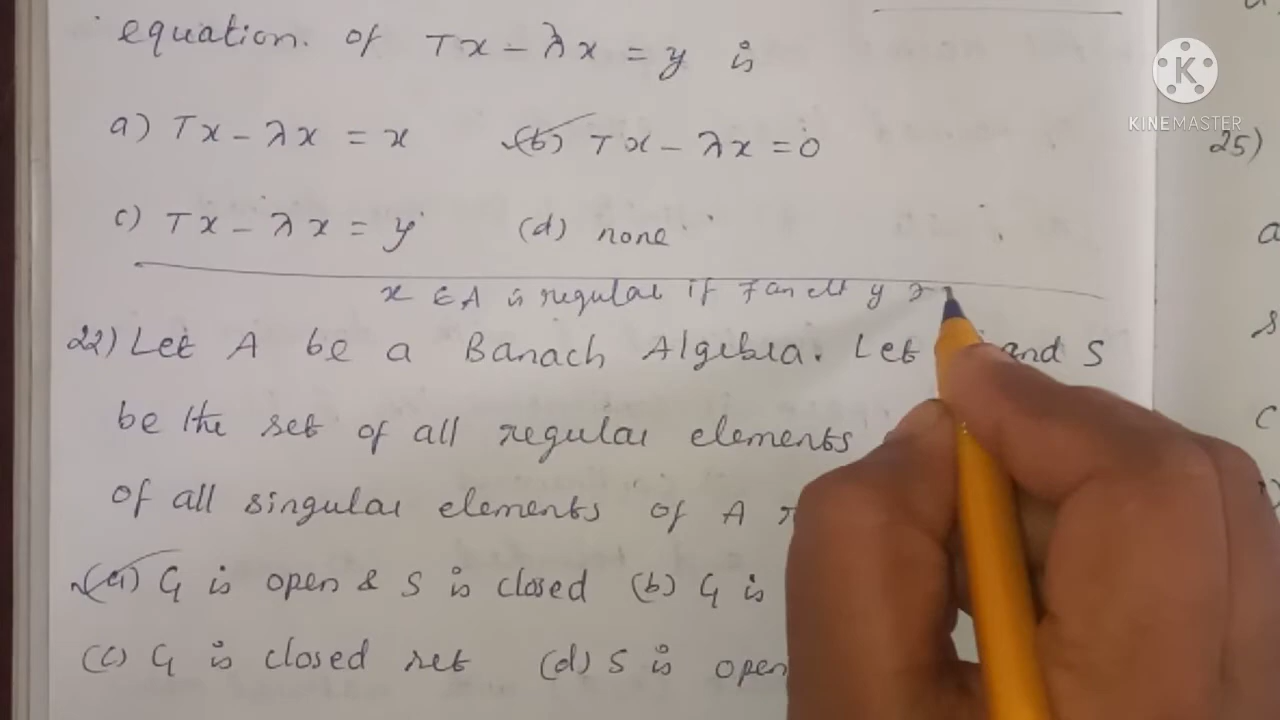 equation. of Tx - λx = y is
a) Tx - λx = x (b) Tx - λx = 0
c) Tx - λx = y (d) none
x ∈ A is regular if y
22) Let A be a Banach Algebra. Let and S
be the set of all regular elements
of all singular elements of A
(a) G is open & S is closed (b) G is
(c) G is closed set (d) S is open
25)
KINEMASTER